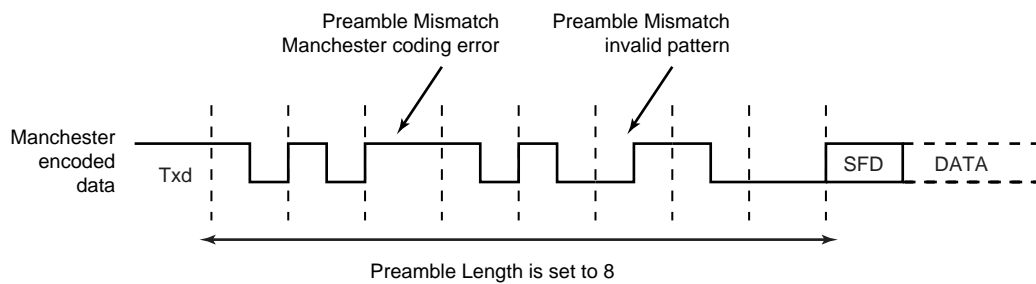 Preamble Mismatch
Manchester coding error
Preamble Mismatch
invalid pattern
Manchester
encoded
data
Txd
SFD
DATA
Preamble Length is set to 8